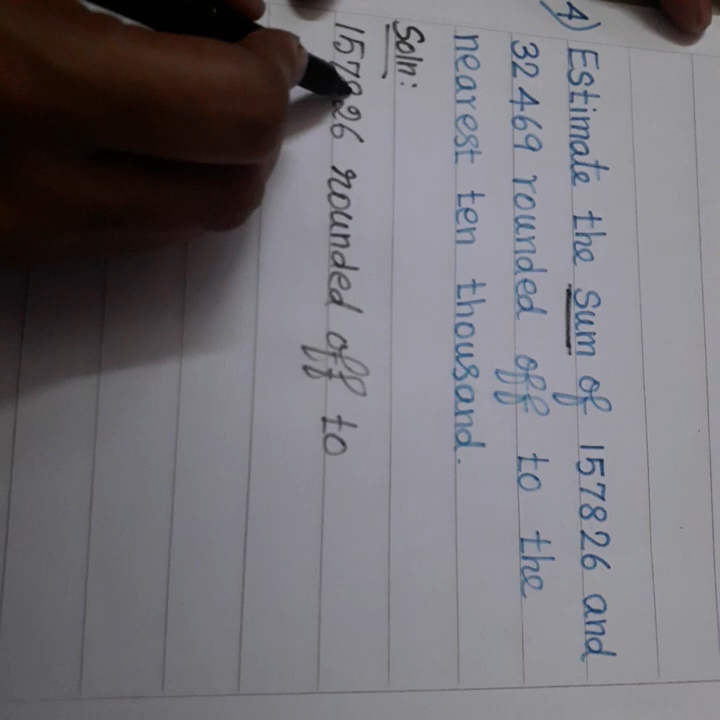 4) Estimate the sum of 157826 and
32469 rounded off to the
nearest ten thousand.
Soln:
157826 rounded off to